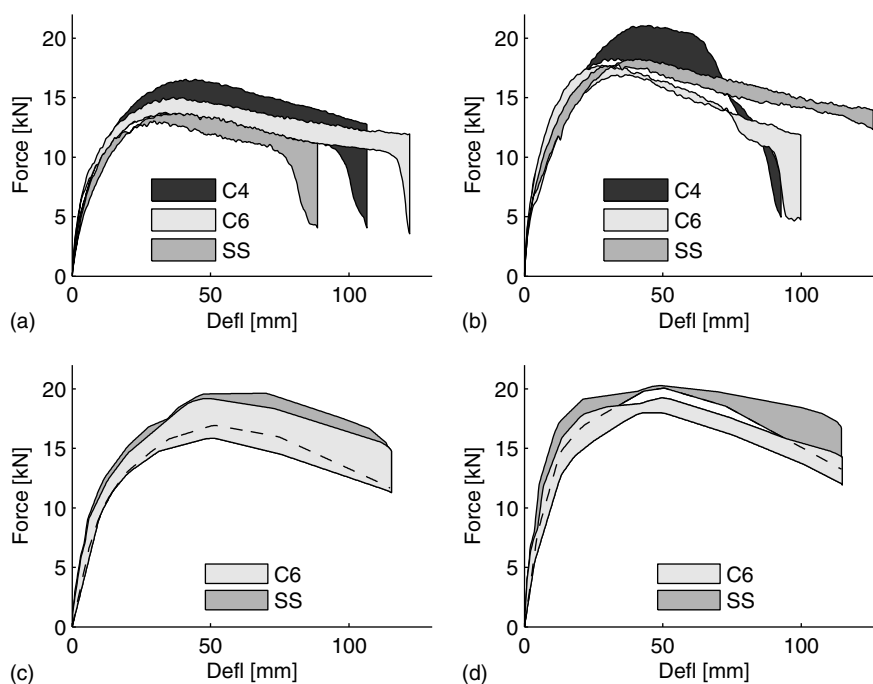 Force [kN]
20
15
10
5
0
C4
C6
SS
0
50
100
(a)
Defl [mm]
Force [kN]
20
15
10
5
0
C4
C6
SS
0
50
100
(b)
Defl [mm]
Force [kN]
20
15
10
5
0
C6
SS
0
50
100
(c)
Defl [mm]
Force [kN]
20
15
10
5
0
C6
SS
0
50
100
(d)
Defl [mm]